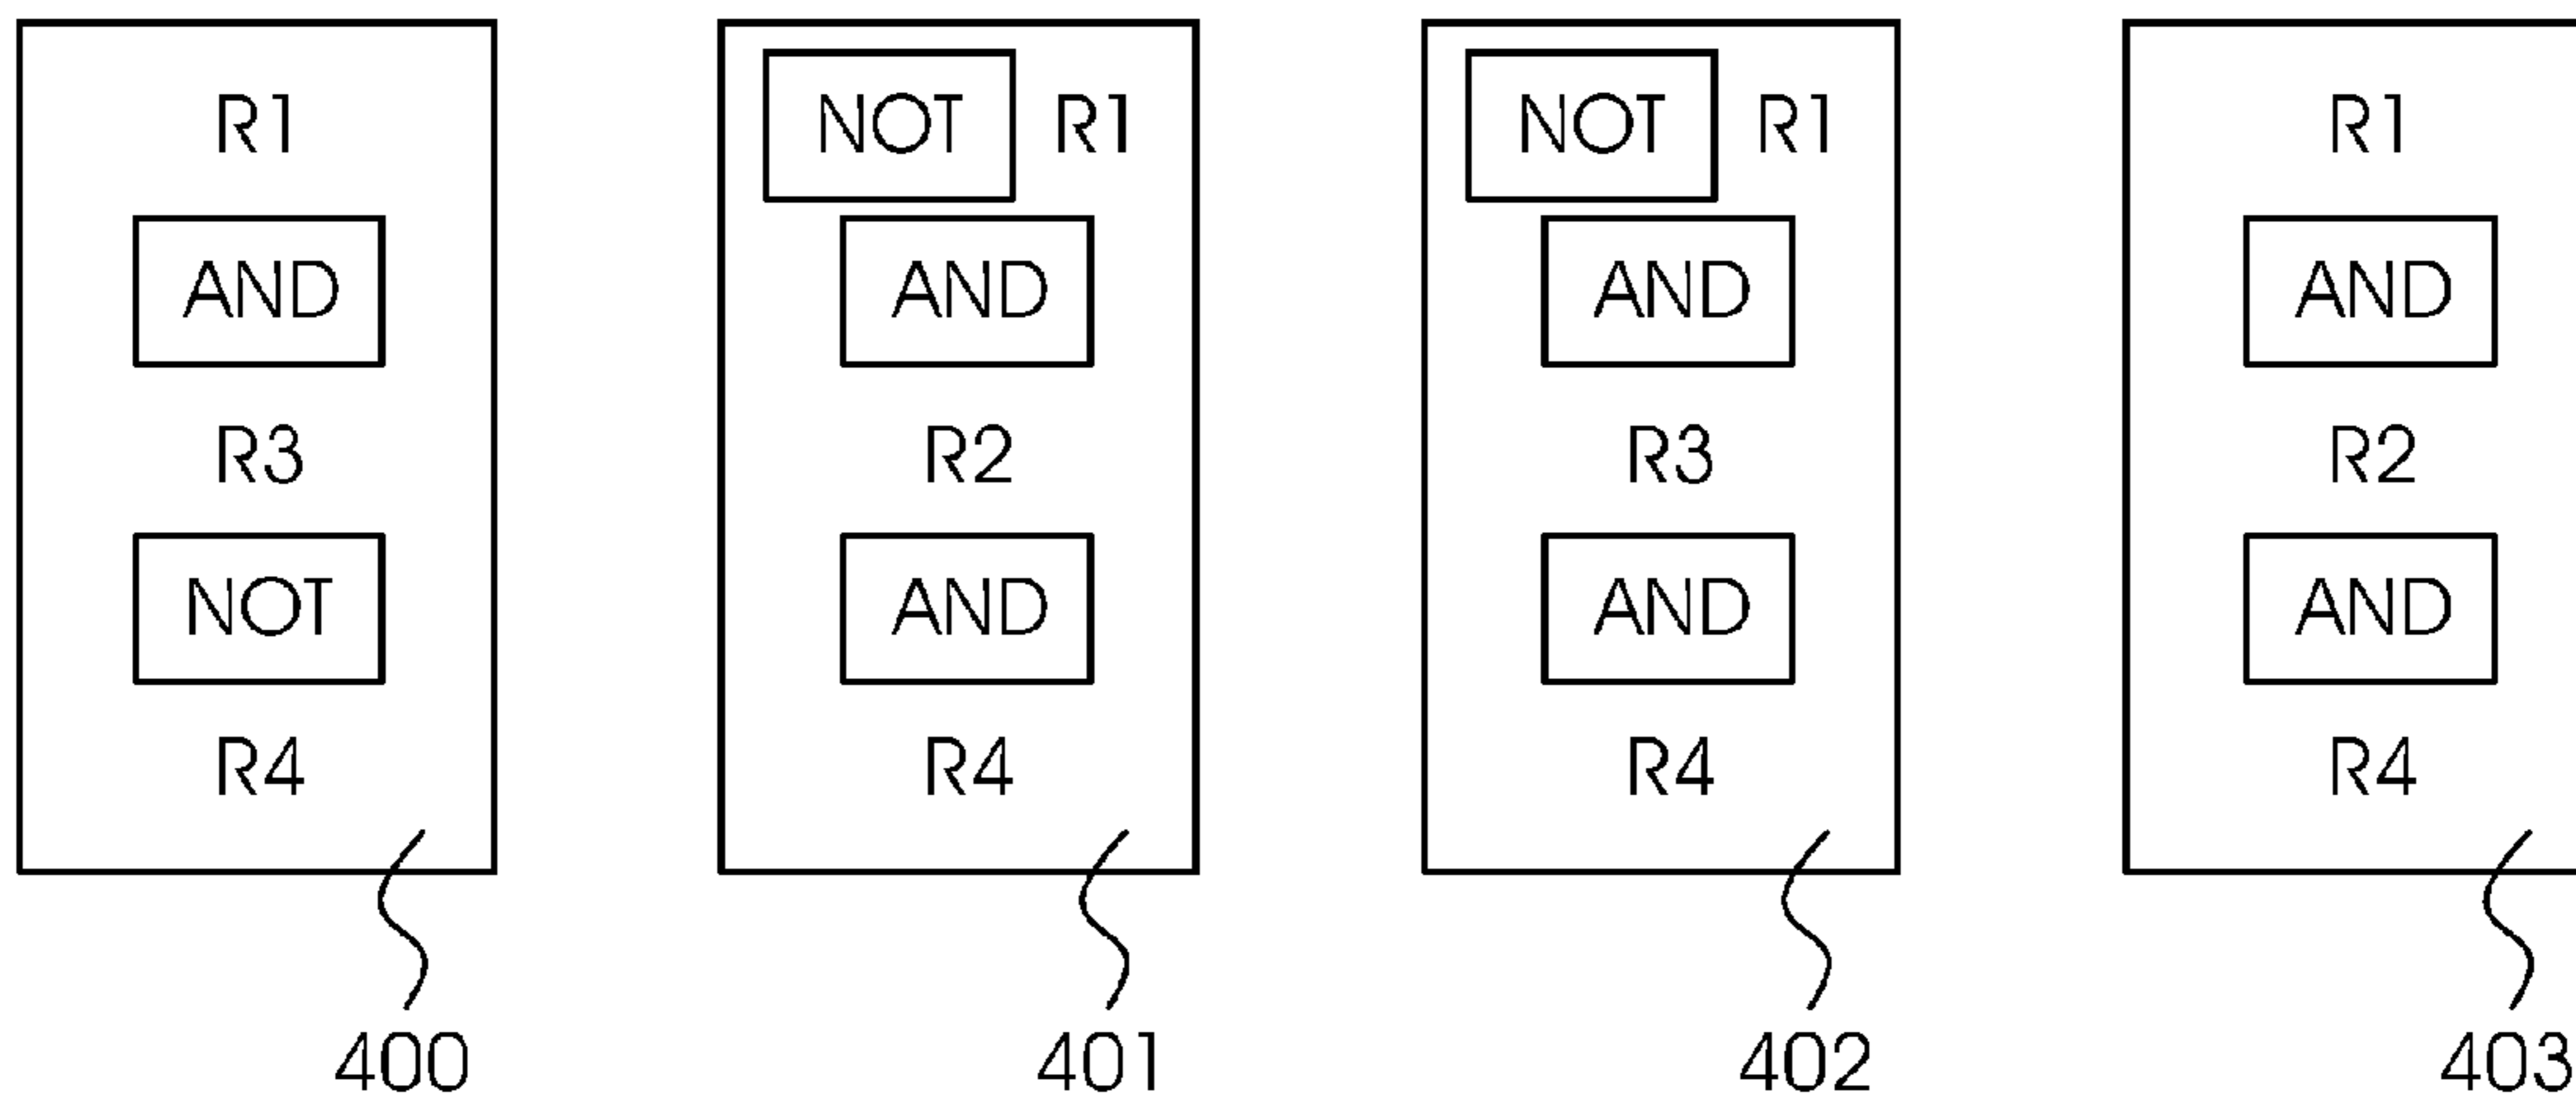 R1
AND
R3
NOT
R4
400
NOT R1
AND
R2
AND
R4
401
NOT R1
AND
R3
AND
R4
402
R1
AND
R2
AND
R4
403